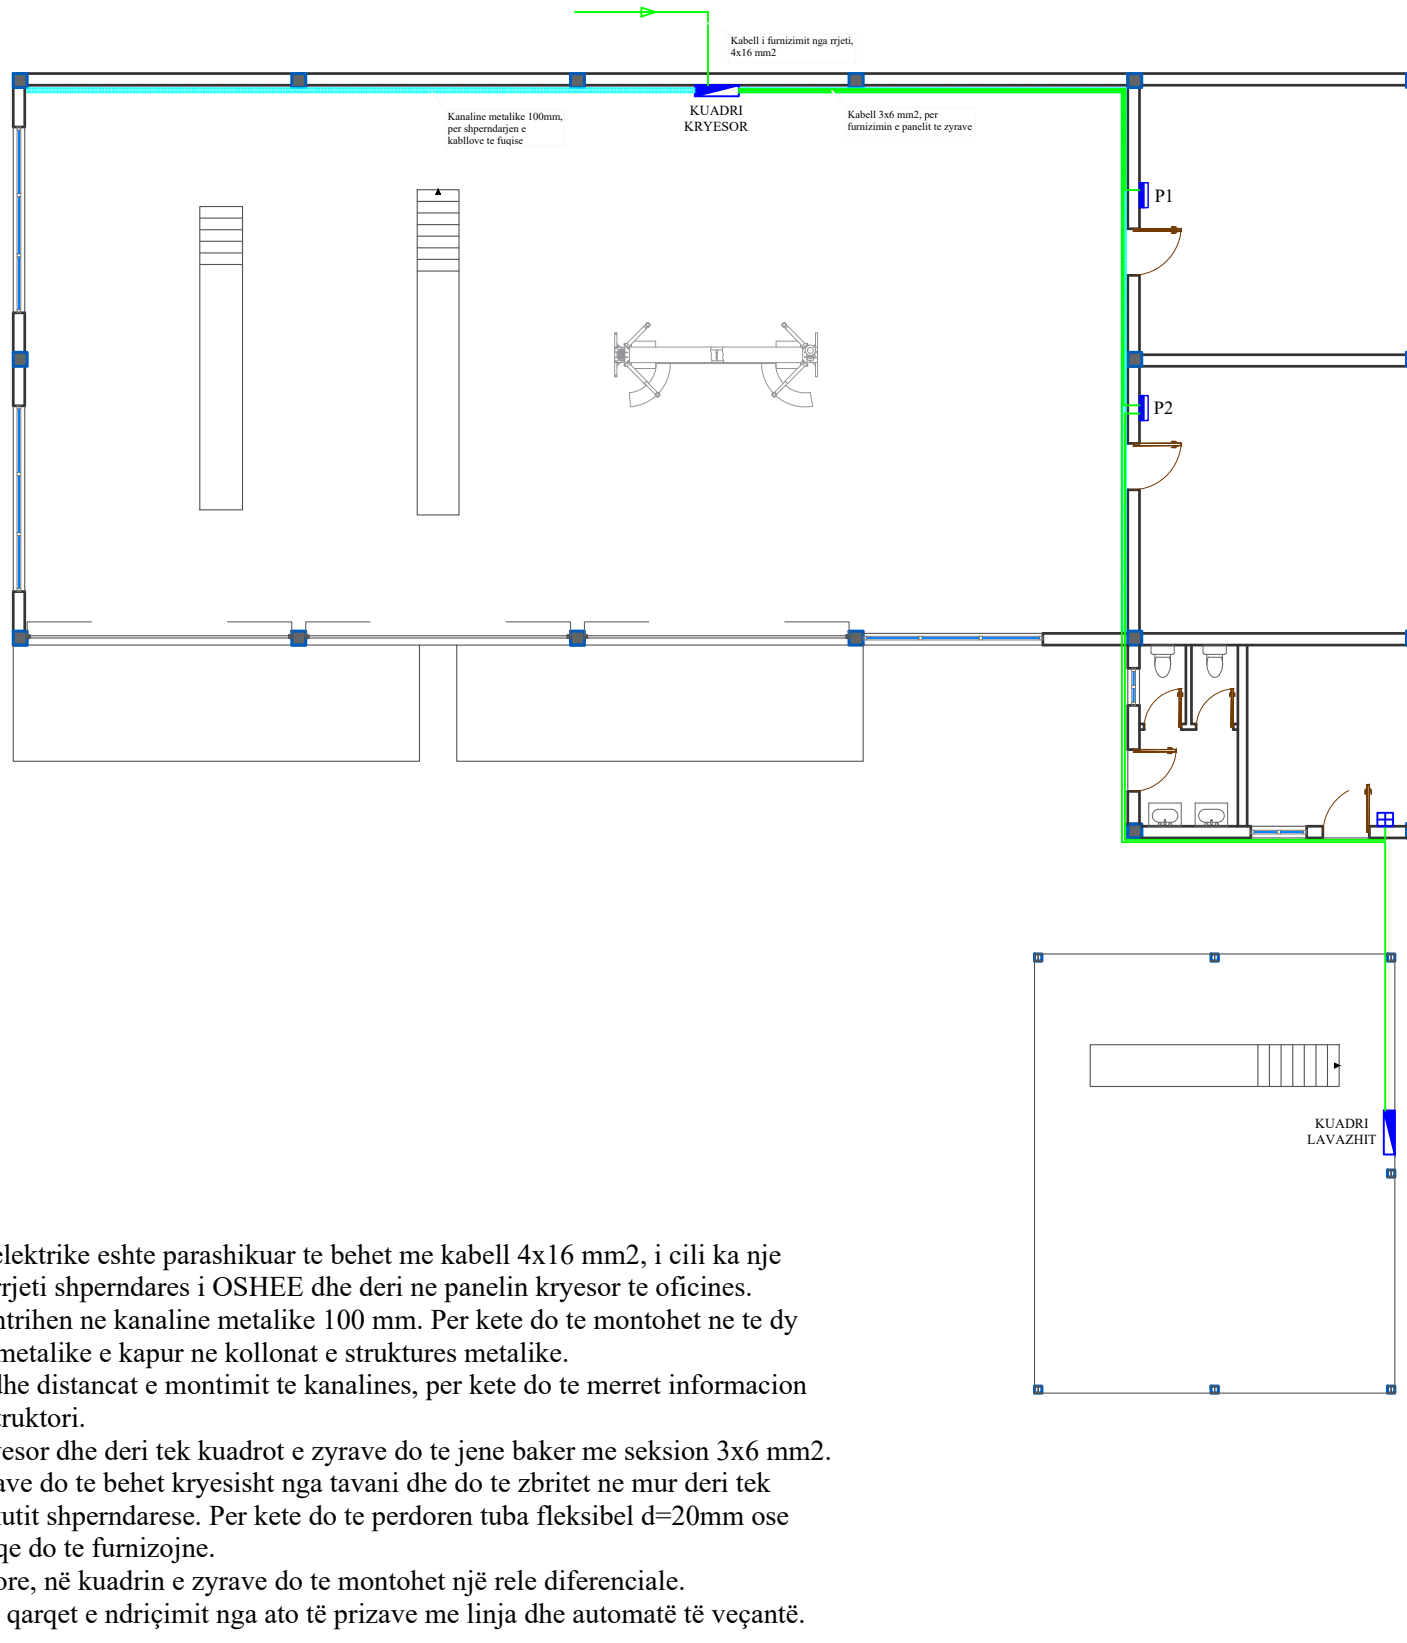 Kabell i furnizimit nga rrjeti,
4x16 mm2
KUADRI
KRYESOR
Kanaline metalike 100mm,
per shperndarjen e
kabllove te fuqise
Kabell 3x6 mm2, per
furnizimin e panelit te zyrave
P1
P2
KUADRI
LAVAZHIT
elektrike eshte parashikuar te behet me kabell 4x16 mm2, i cili ka nje
rrjeti shperndares i OSHEE dhe deri ne panelin kryesor te oficines.
ntrihen ne kanaline metalike 100 mm. Per kete do te montohet ne te dy
metalike e kapur ne kollonat e struktures metalike.
dhe distancat e montimit te kanalines, per kete do te merret informacion
truktori.
yesor dhe deri tek kuadrot e zyrave do te jene baker me seksion 3x6 mm2.
ave do te behet kryesisht nga tavani dhe do te zbritet ne mur deri tek
kutit shperndarese. Per kete do te perdoren tuba fleksibel d=20mm ose
qe do te furnizojne.
ore, në kuadrin e zyrave do te montohet një rele diferenciale.
qarqet e ndriçimit nga ato të prizave me linja dhe automatë të veçantë.